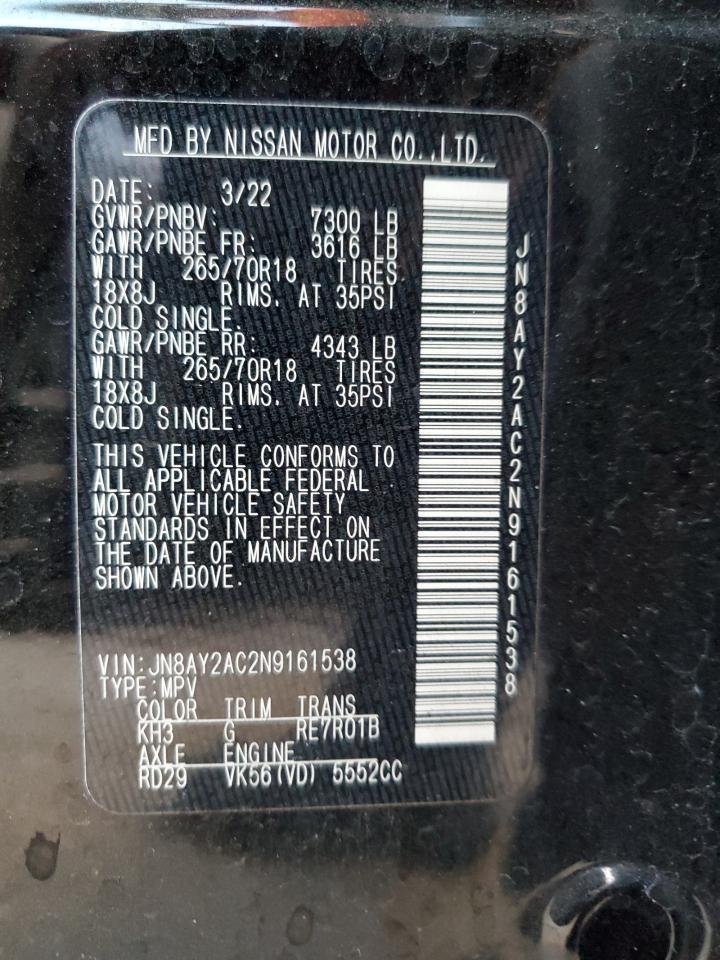 MFD BY NISSAN MOTOR CO.,LTD.
DATE: 3/22
GVWR/PNBV: 7300 LB
GAWR/PNBE FR: 3616 LB
WITH 265/70R18 TIRES
18X8J RIMS. AT 35PSI
COLD SINGLE.
GAWR/PNBE RR: 4343 LB
WITH 265/70R18 TIRES
18X8J RIMS. AT 35PSI
COLD SINGLE.
THIS VEHICLE CONFORMS TO
ALL APPLICABLE FEDERAL
MOTOR VEHICLE SAFETY
STANDARDS IN EFFECT ON
THE DATE OF MANUFACTURE
SHOWN ABOVE.
VIN:JN8AY2AC2N9161538
TYPE:MPV
COLOR TRIM TRANS
KH3 G RE7R01B
AXLE ENGINE
RD29 VK56(VD) 5552CC
JN8AY2AC2N9161538